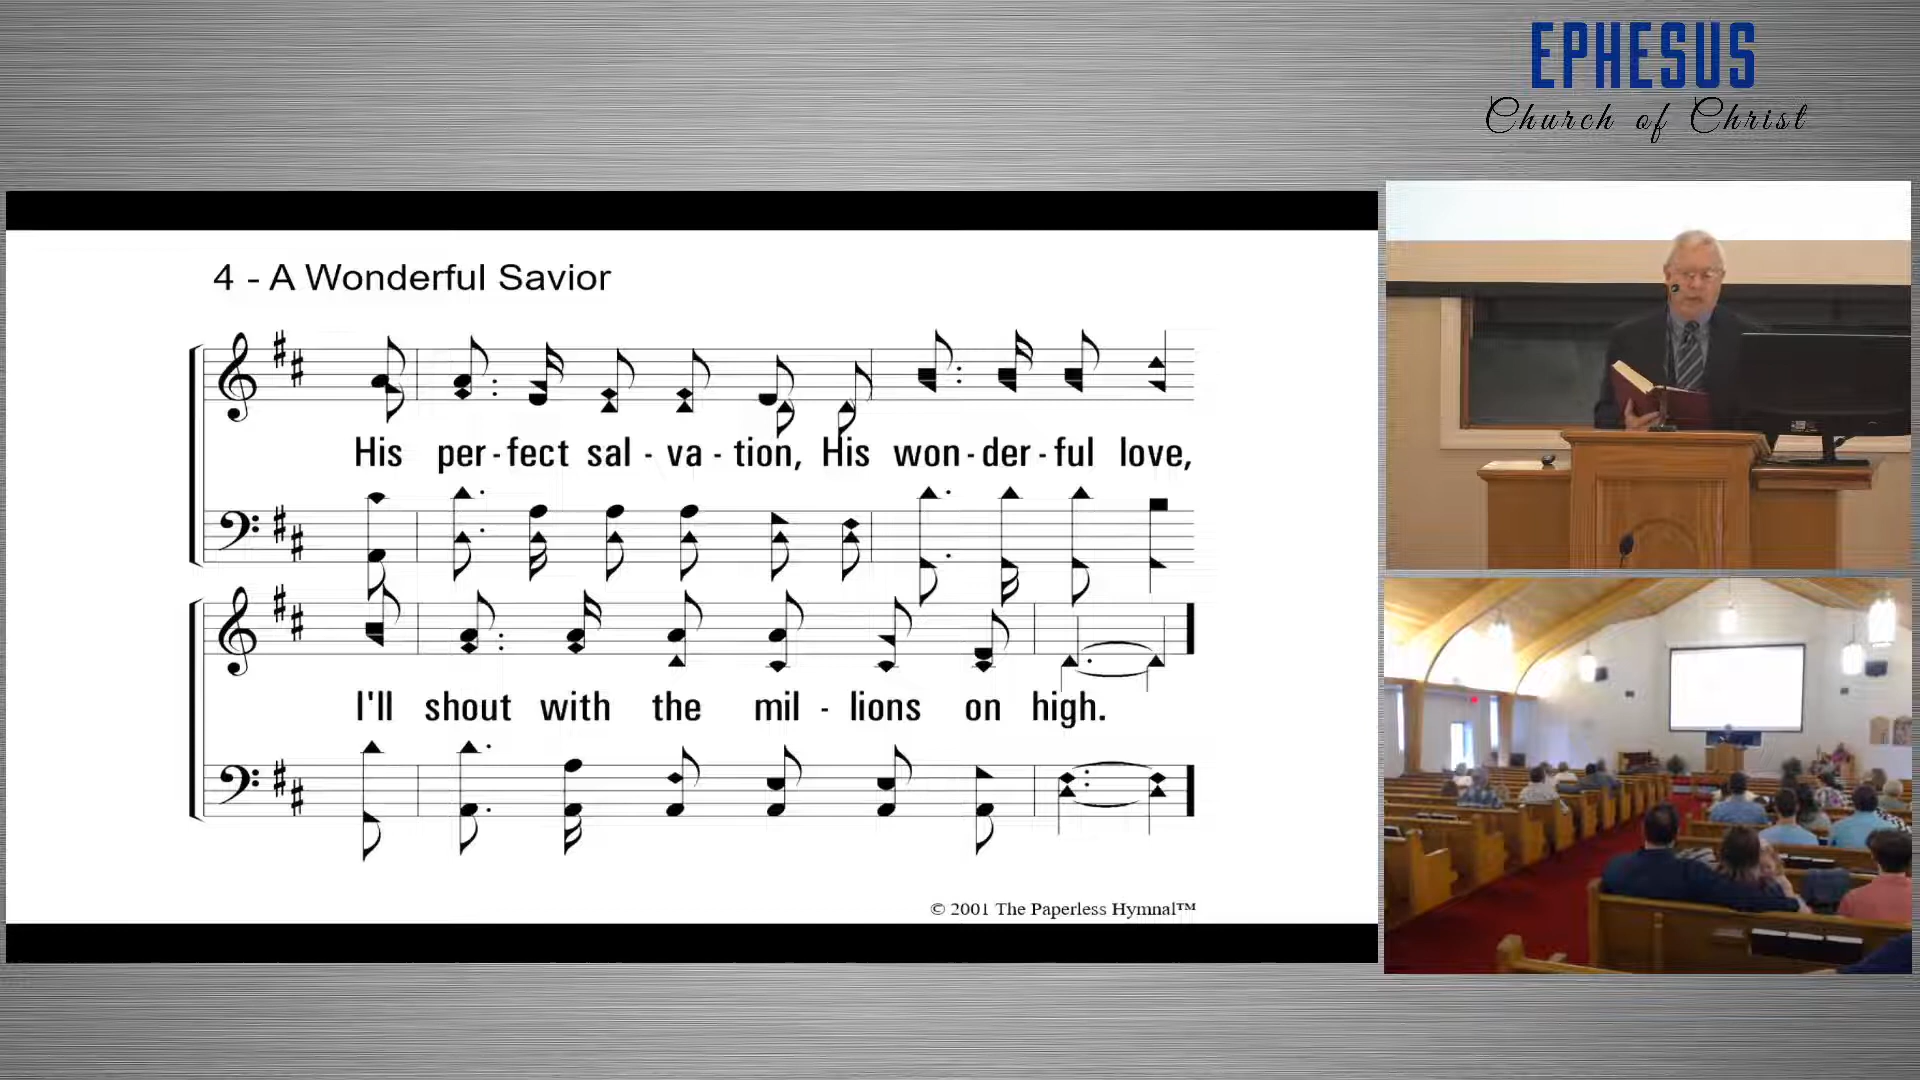 EPHESUS
Church of Christ
4 - A Wonderful Savior
His per - fect sal - va - tion, His won - der - ful love,
I'll shout with the mil - lions on high.
© 2001 The Paperless Hymnal™